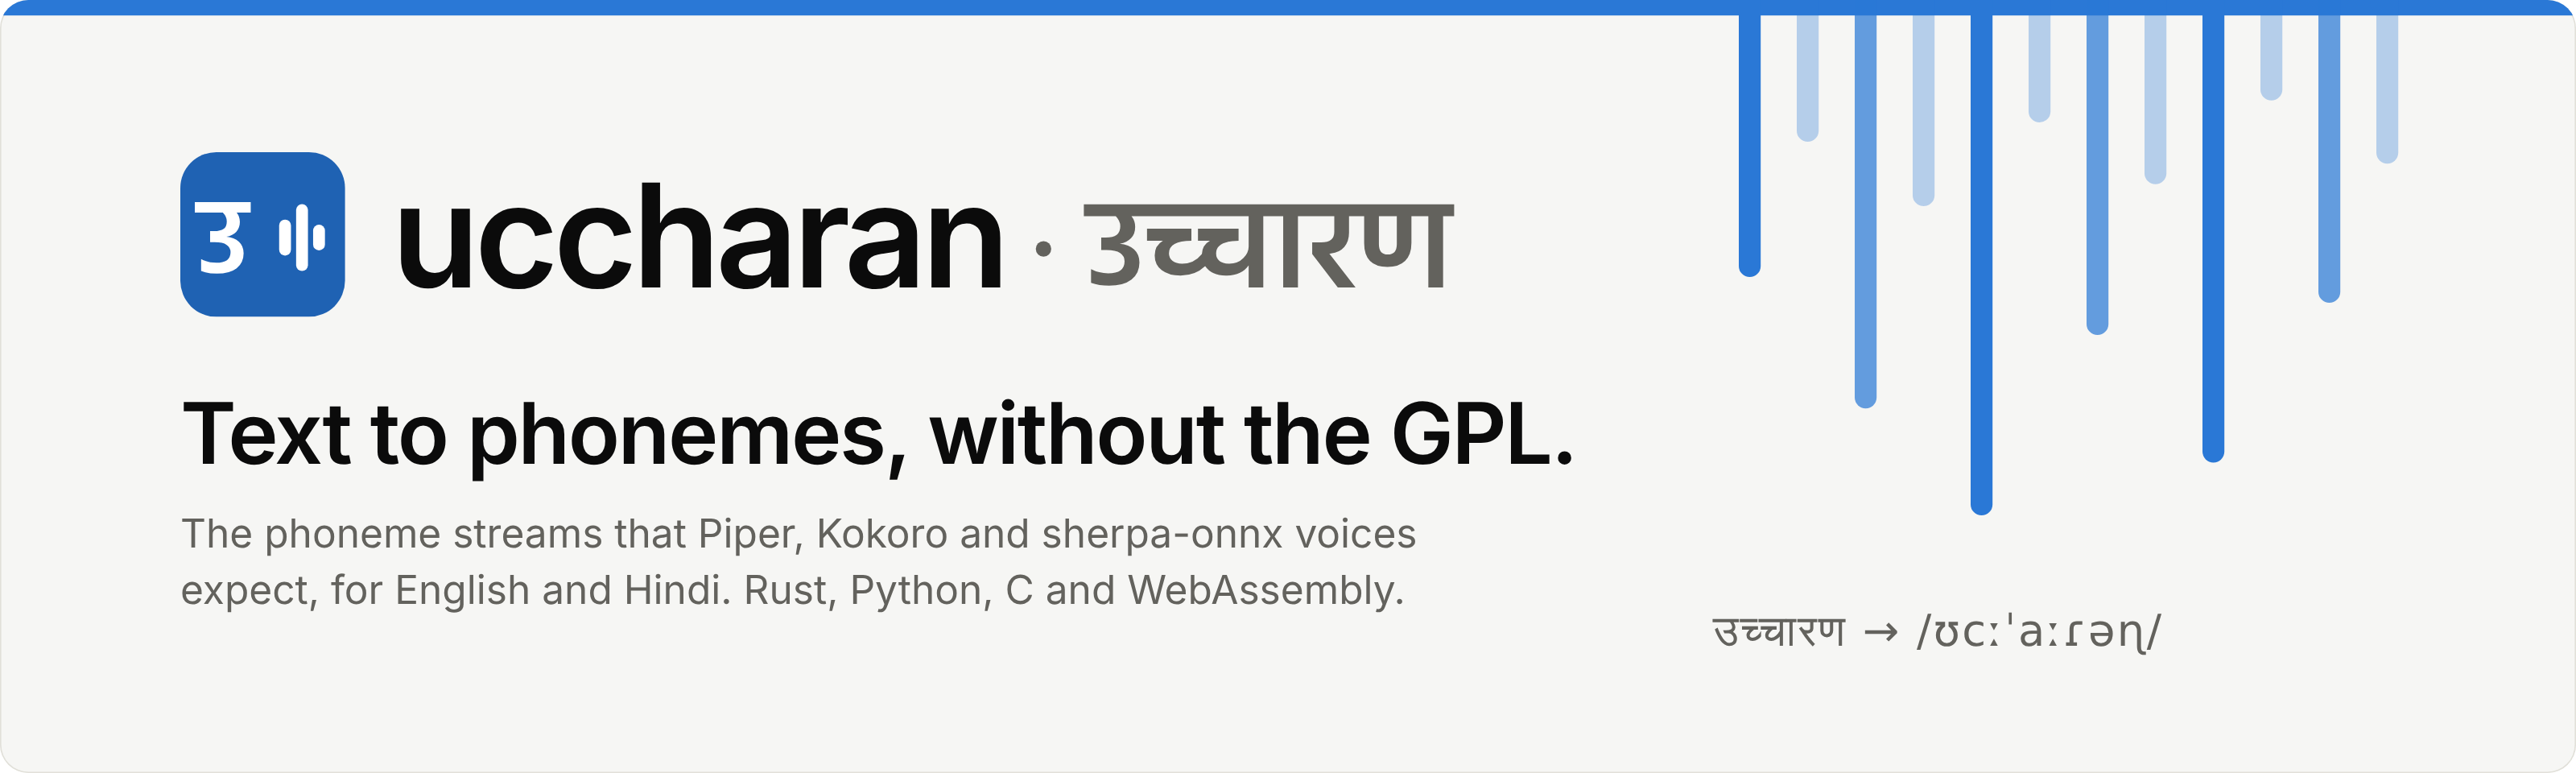 उ
uccharan · उच्चारण
Text to phonemes, without the GPL.
The phoneme streams that Piper, Kokoro and sherpa-onnx voices
expect, for English and Hindi. Rust, Python, C and WebAssembly.
उच्चारण → /ʊcːˈaːɾəɳ/